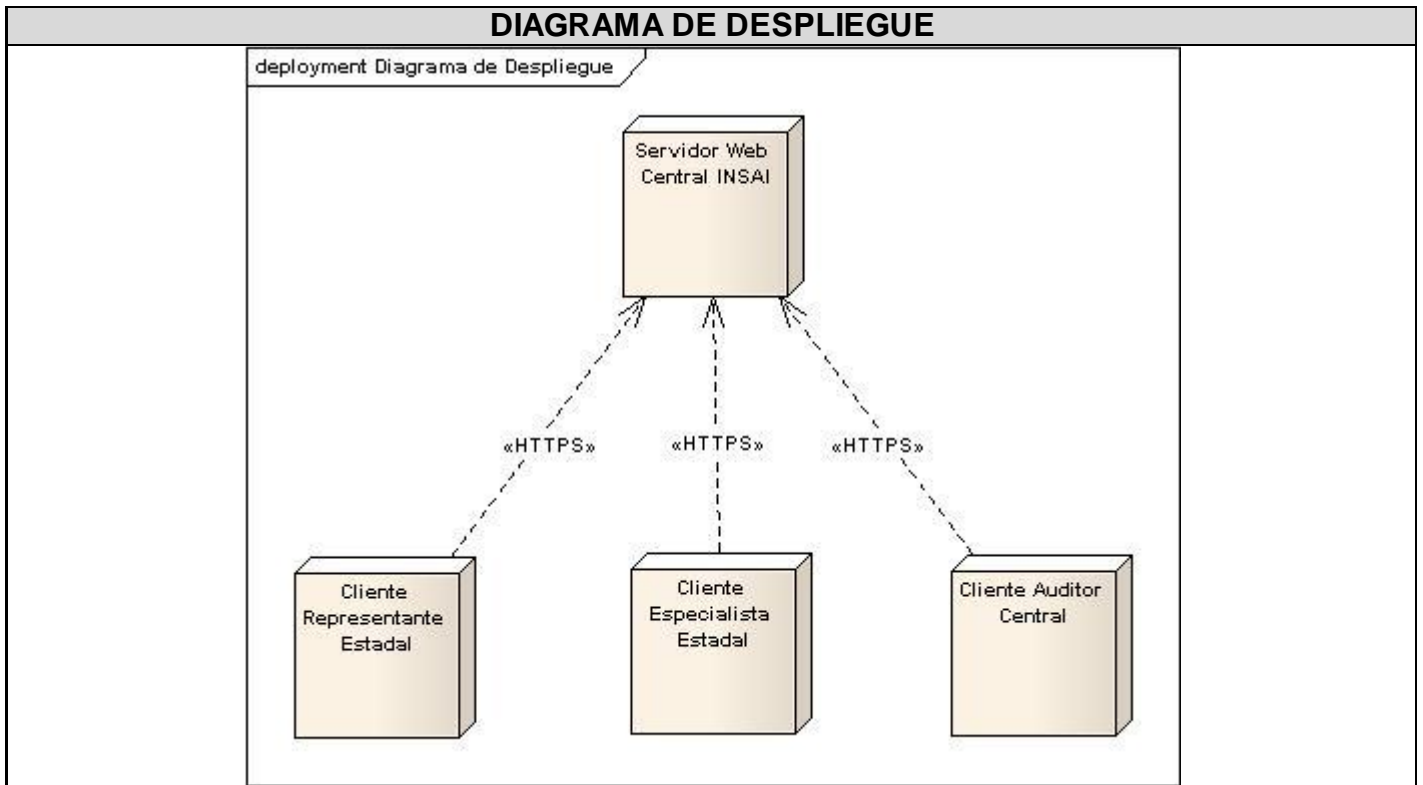 DIAGRAMA DE DESPLIEGUE
deployment Diagrama de Despliegue
Servidor Web
Central INSAI
«HTTPS»
«HTTPS»
«HTTPS»
Cliente
Representante
Estadal
Cliente
Especialista
Estadal
Cliente Auditor
Central